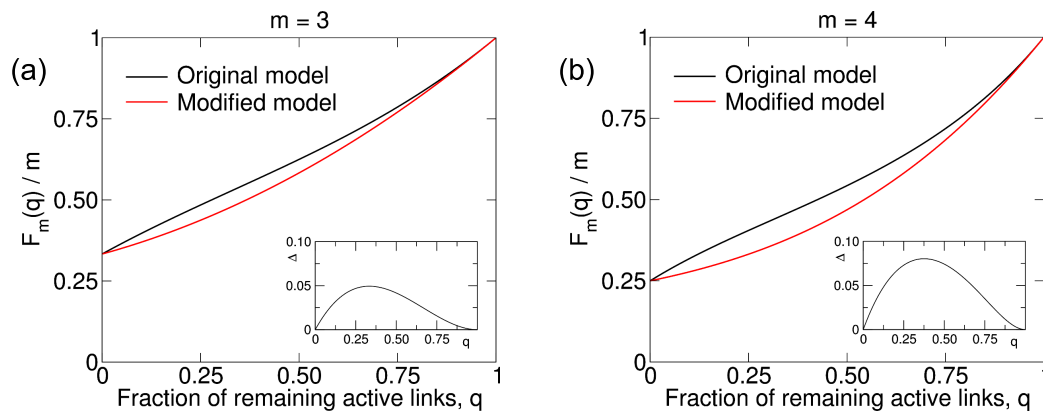 m = 3
(a)
Original model
Modified model
F_m(q) / m
1
0.75
0.50
0.25
0
0
0.25
0.50
0.75
1
Fraction of remaining active links, q
Δ
0.10
0.05
0
0
0.25
0.50
0.75
q
m = 4
(b)
Original model
Modified model
F_m(q) / m
1
0.75
0.50
0.25
0
0
0.25
0.50
0.75
1
Fraction of remaining active links, q
Δ
0.10
0.05
0
0
0.25
0.50
0.75
q